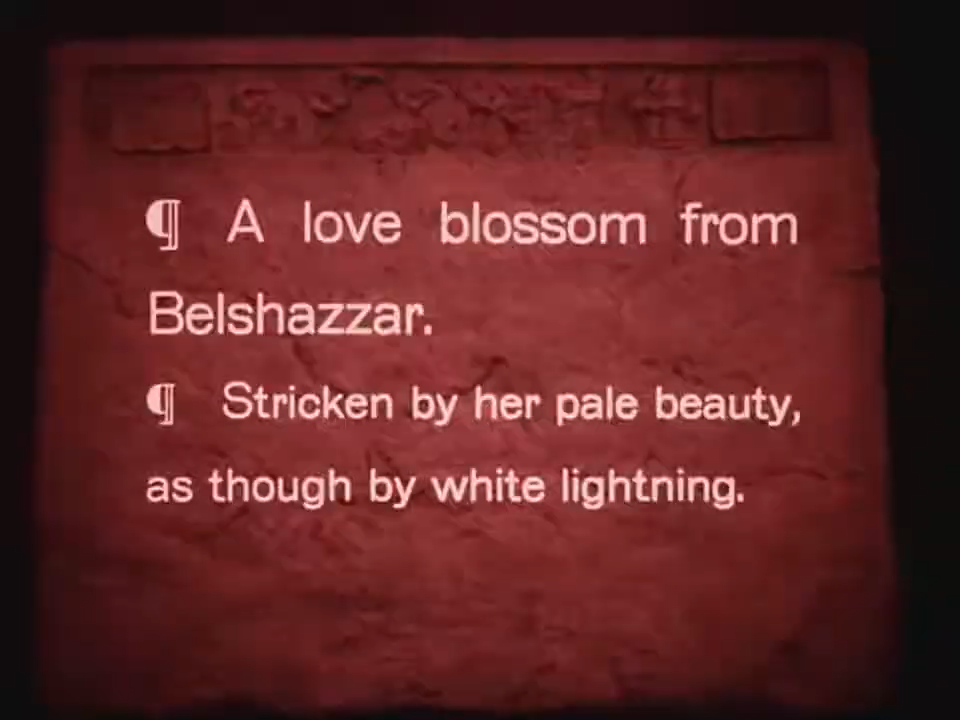 ¶ A love blossom from
Belshazzar.
¶ Stricken by her pale beauty,
as though by white lightning.